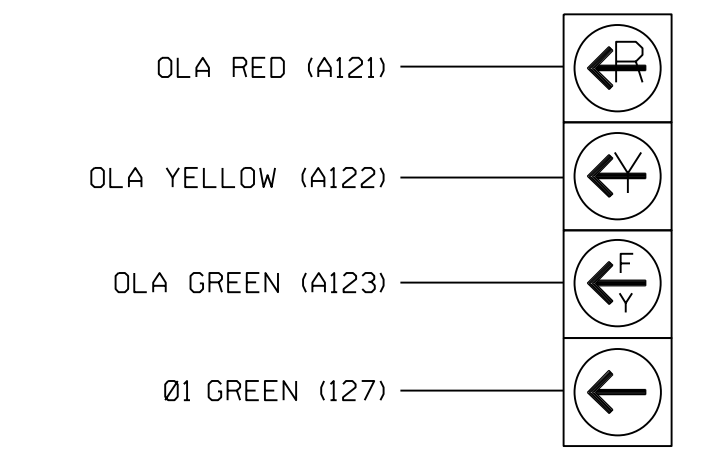 OLA RED (A121)
R
OLA YELLOW (A122)
Y
OLA GREEN (A123)
F
Y
Ø1 GREEN (127)